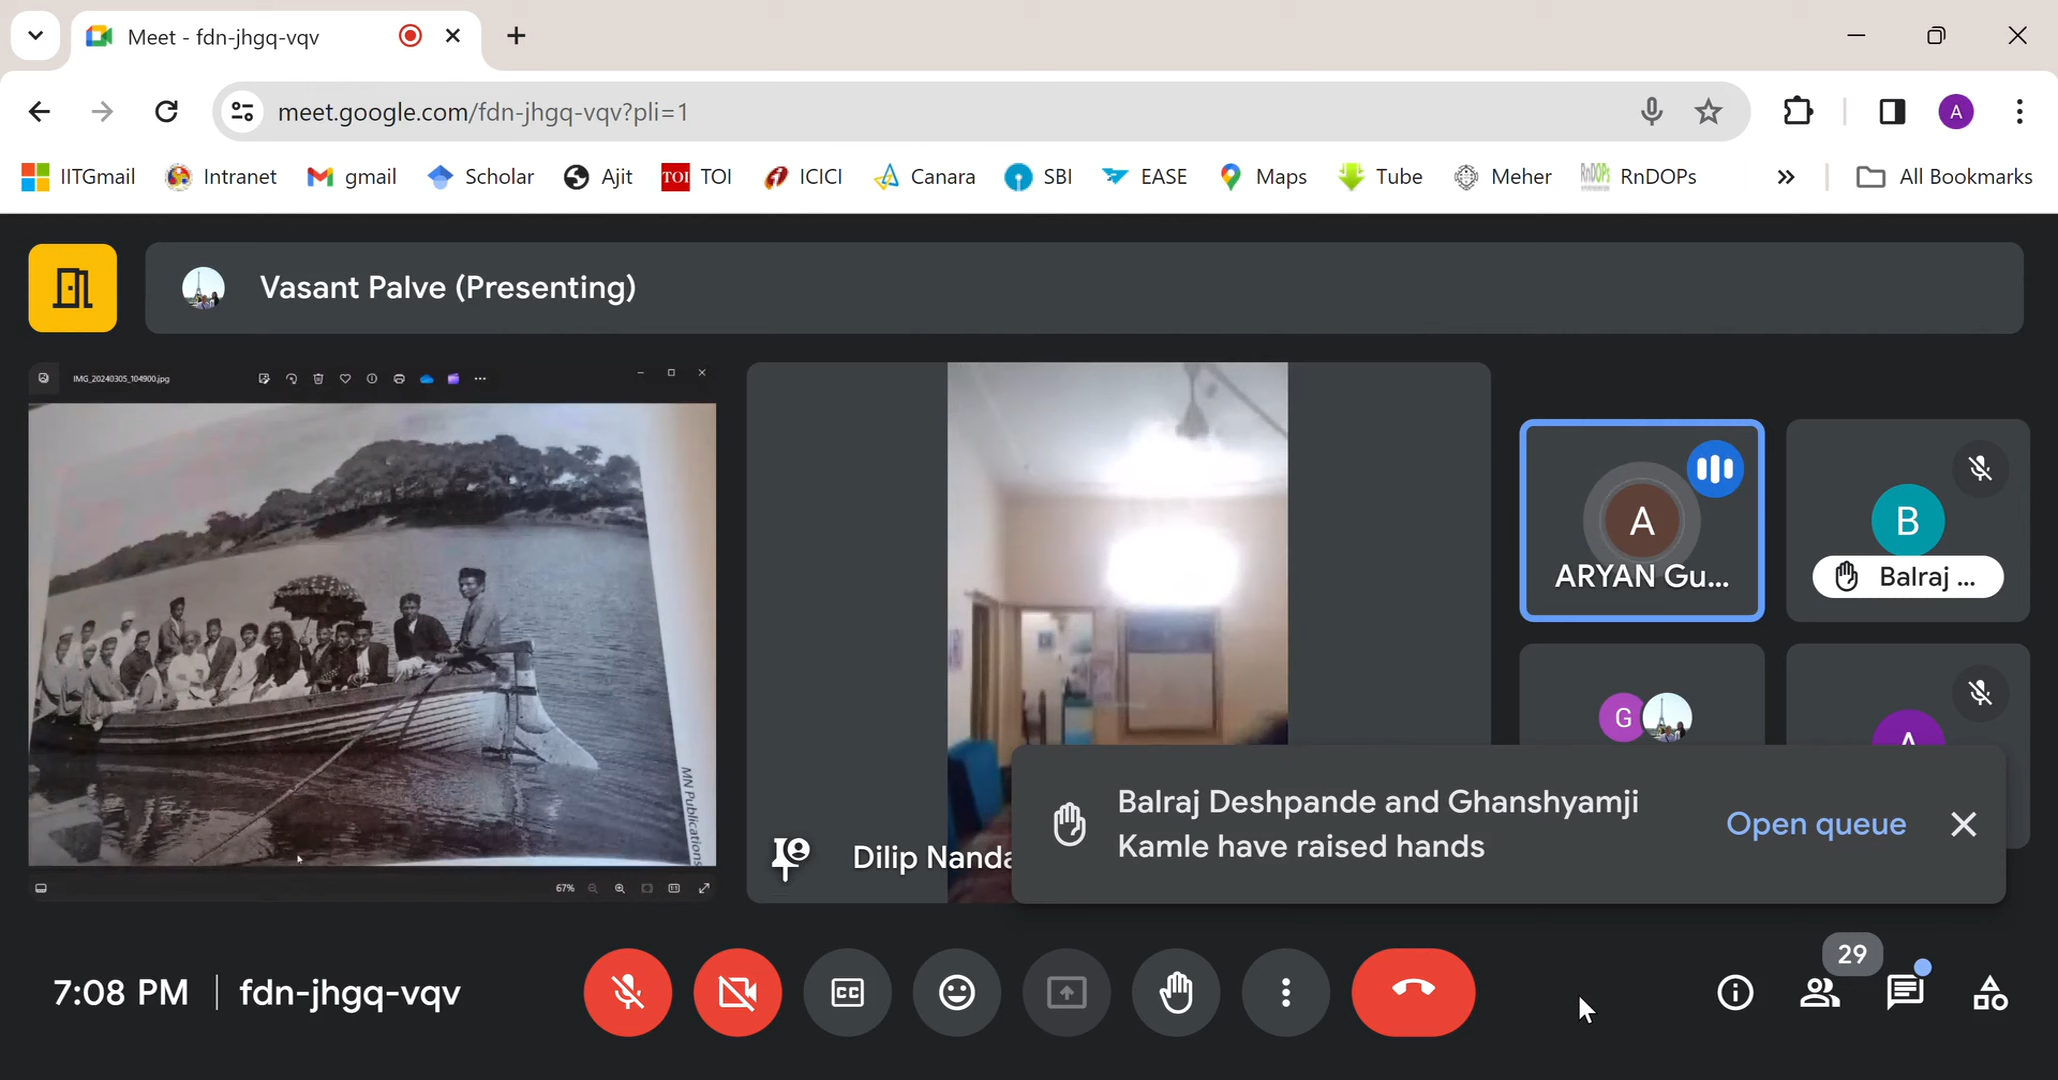 Meet - fdn-jhgq-vqv
meet.google.com/fdn-jhgq-vqv?pli=1
A
IITGmail Intranet gmail Scholar Ajit TOI TOI ICICI Canara SBI EASE Maps Tube Meher RnDOPs RnDOPs All Bookmarks
Vasant Palve (Presenting)
IMG_20240305_104900.jpg
MN Publications
67%
Dilip Nanda
A
ARYAN Gu...
B
Balraj ...
G
A
Balraj Deshpande and Ghanshyamji
Kamle have raised hands
Open queue
7:08 PM fdn-jhgq-vqv
CC
29